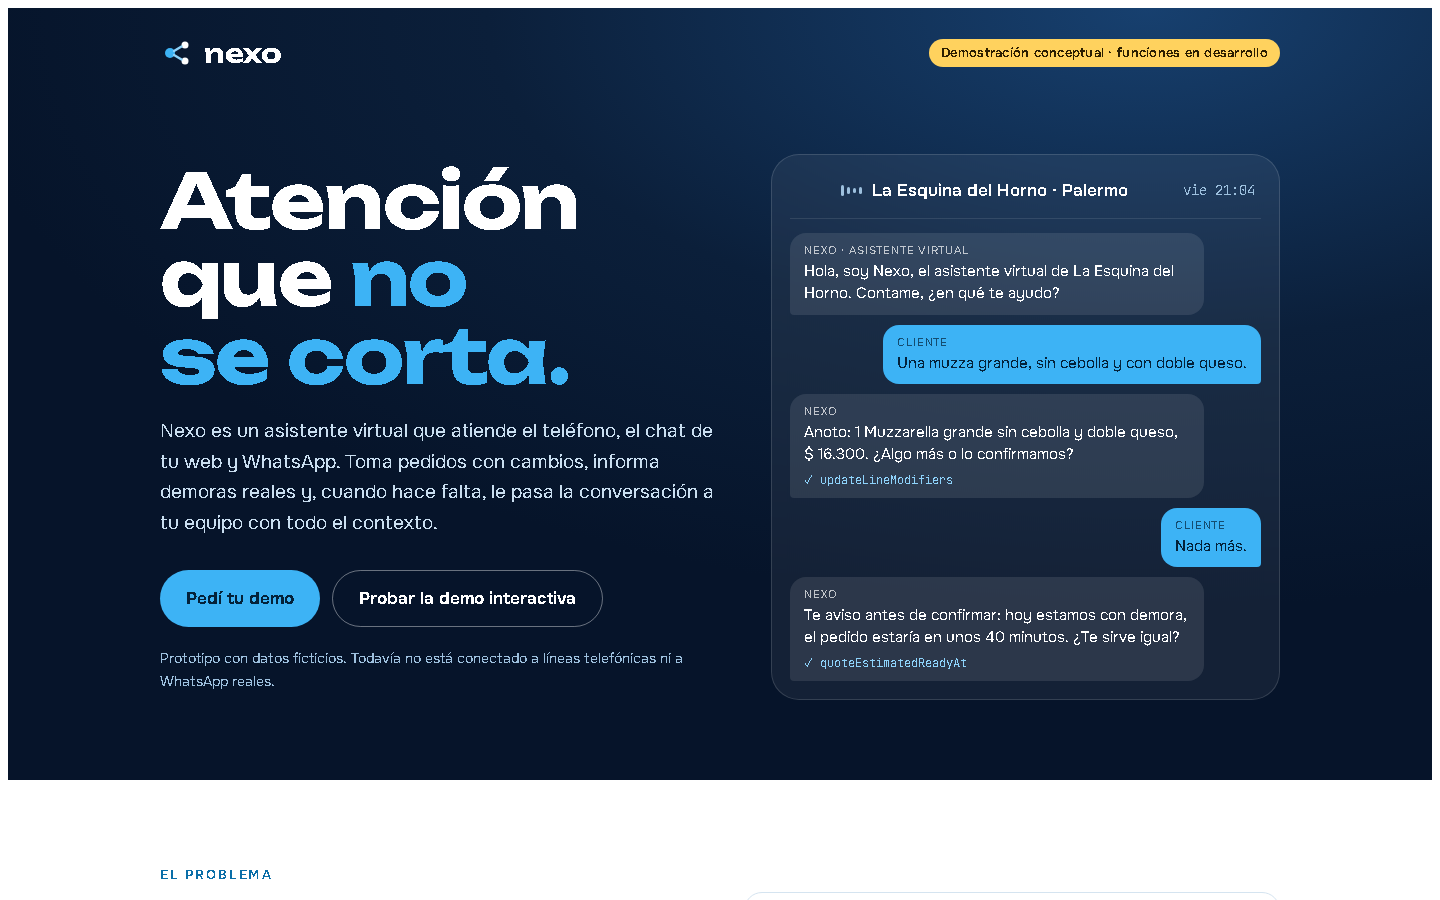 nexo
Demostración conceptual · funciones en desarrollo
Atención
que no
se corta.
Nexo es un asistente virtual que atiende el teléfono, el chat de
tu web y WhatsApp. Toma pedidos con cambios, informa
demoras reales y, cuando hace falta, le pasa la conversación a
tu equipo con todo el contexto.
Pedí tu demo
Probar la demo interactiva
Prototipo con datos ficticios. Todavía no está conectado a líneas telefónicas ni a
WhatsApp reales.
La Esquina del Horno · Palermo
vie 21:04
NEXO · ASISTENTE VIRTUAL
Hola, soy Nexo, el asistente virtual de La Esquina del
Horno. Contame, ¿en qué te ayudo?
CLIENTE
Una muzza grande, sin cebolla y con doble queso.
NEXO
Anoto: 1 Muzzarella grande sin cebolla y doble queso,
$ 16.300. ¿Algo más o lo confirmamos?
✓ updateLineModifiers
CLIENTE
Nada más.
NEXO
Te aviso antes de confirmar: hoy estamos con demora,
el pedido estaría en unos 40 minutos. ¿Te sirve igual?
✓ quoteEstimatedReadyAt
EL PROBLEMA